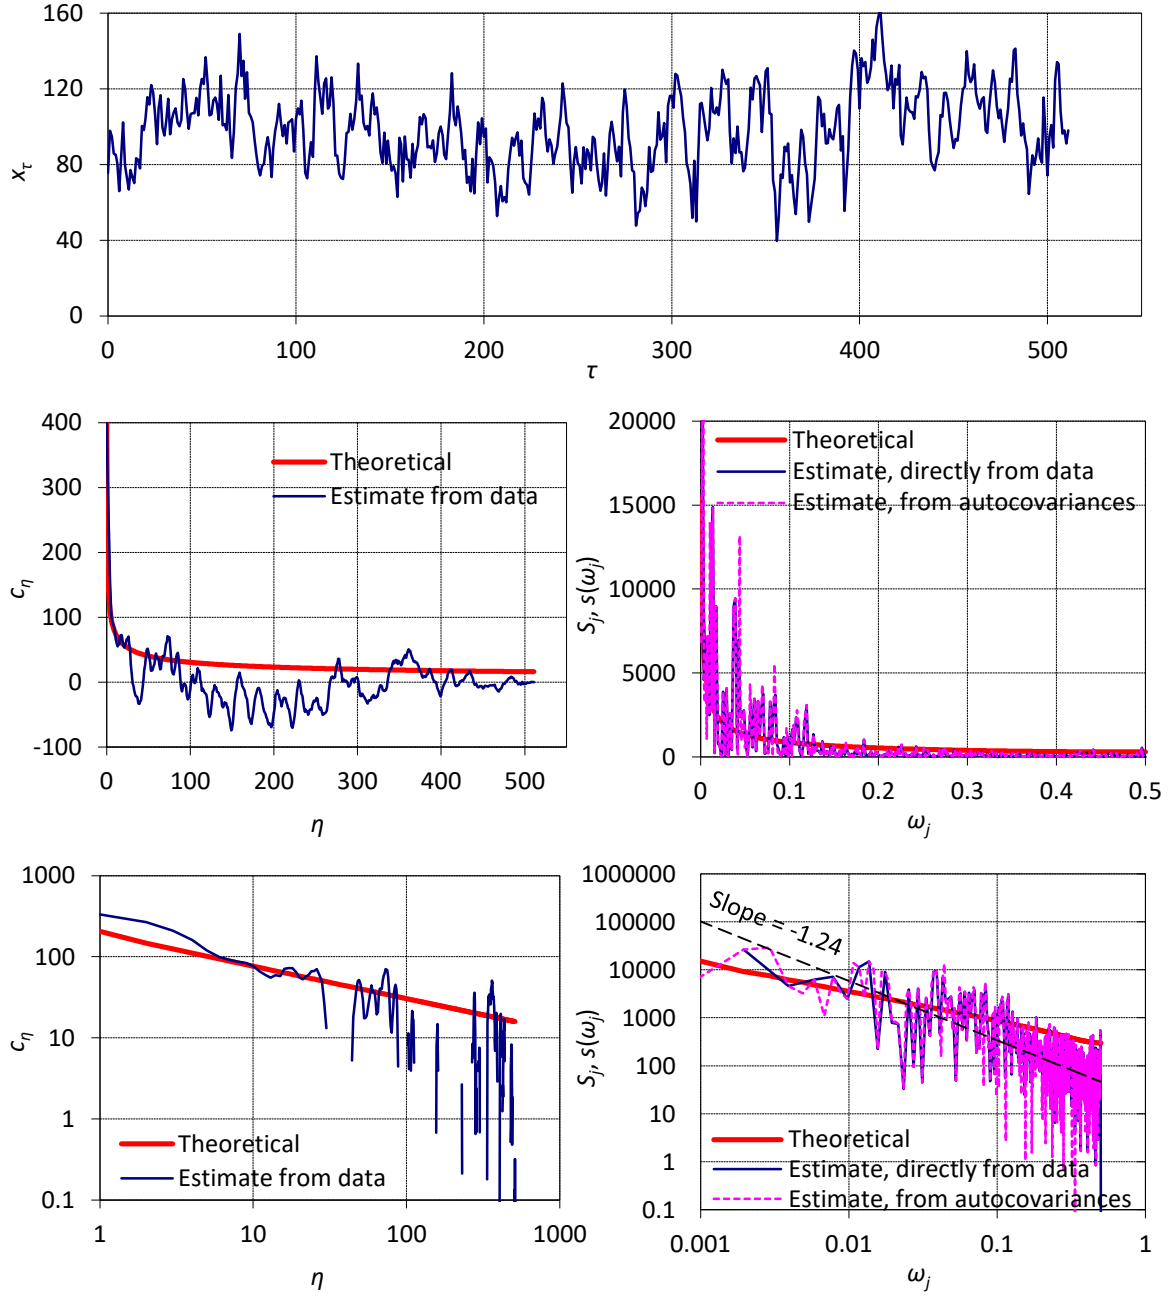 160
120
80
40
0
x_τ
0 100 200 300 400 500
τ
400
300
200
100
0
-100
c_η
Theoretical
Estimate from data
0 100 200 300 400 500
η
20000
15000
10000
5000
0
S_j, s(ω_j)
Theoretical
Estimate, directly from data
Estimate, from autocovariances
0 0.1 0.2 0.3 0.4 0.5
ω_j
1000
100
10
1
0.1
c_η
Theoretical
Estimate from data
1 10 100 1000
η
1000000
100000
10000
1000
100
10
1
0.1
S_j, s(ω_j)
Slope = -1.24
Theoretical
Estimate, directly from data
Estimate, from autocovariances
0.001 0.01 0.1 1
ω_j